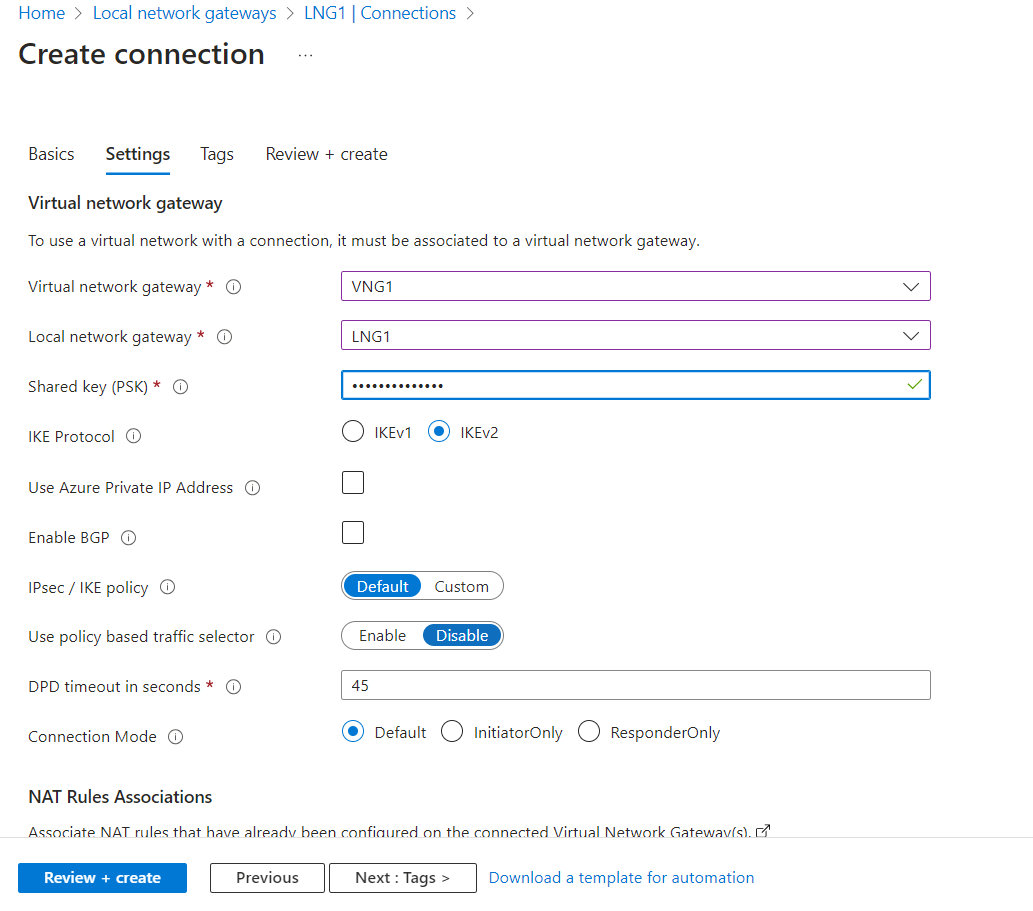 Home > Local network gateways > LNG1 | Connections >
Create connection ...
Basics Settings Tags Review + create
Virtual network gateway
To use a virtual network with a connection, it must be associated to a virtual network gateway.
Virtual network gateway * VNG1
Local network gateway * LNG1
Shared key (PSK) * ••••••••••••••
IKE Protocol IKEv1 IKEv2
Use Azure Private IP Address
Enable BGP
IPsec / IKE policy Default Custom
Use policy based traffic selector Enable Disable
DPD timeout in seconds * 45
Connection Mode Default InitiatorOnly ResponderOnly
NAT Rules Associations
Associate NAT rules that have already been configured on the connected Virtual Network Gateway(s).
Review + create Previous Next : Tags > Download a template for automation